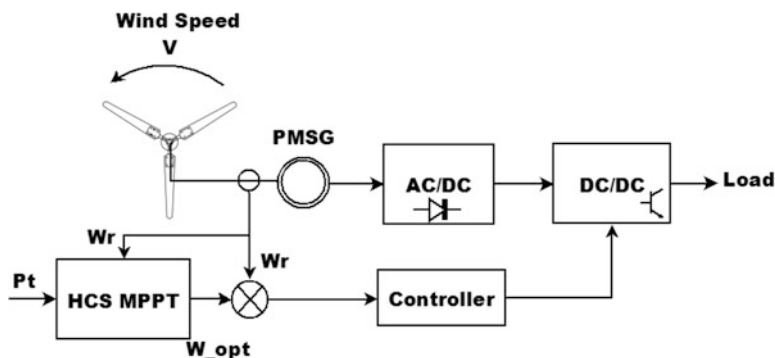 Wind Speed
V
PMSG
AC/DC
DC/DC
Load
Wr
Wr
Pt
HCS MPPT
Controller
W_opt